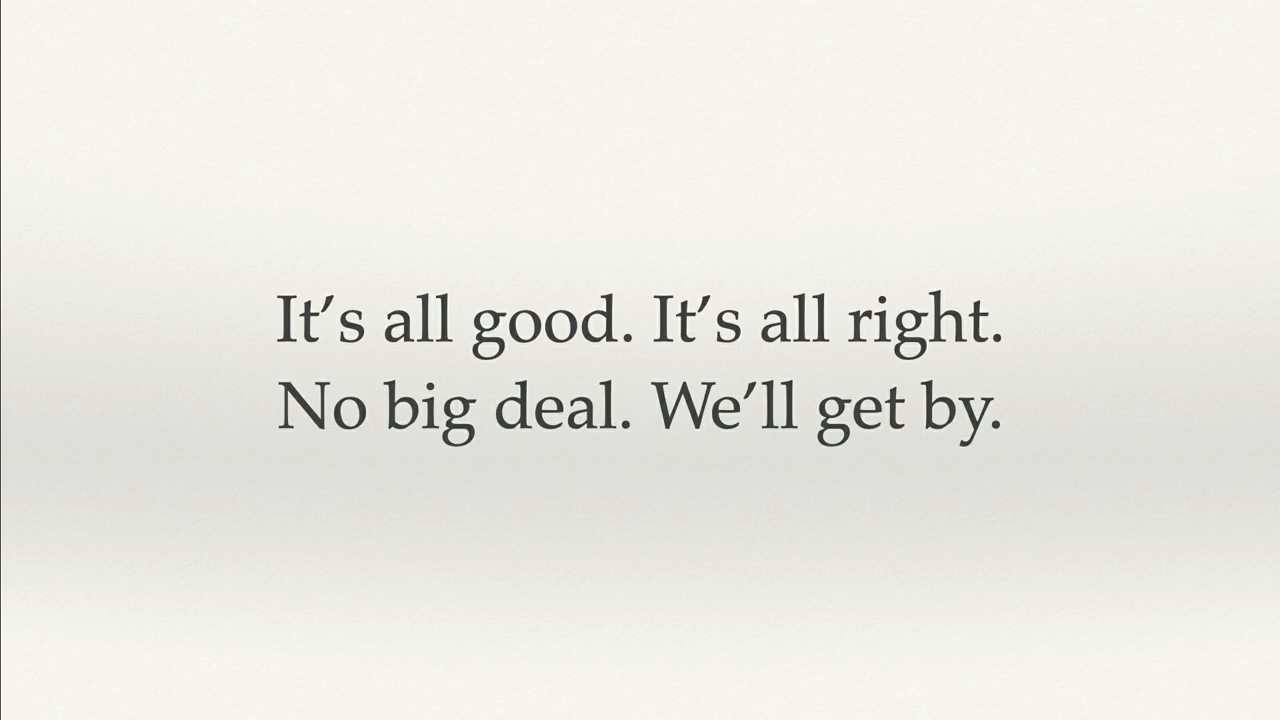 It’s all good. It’s all right.
No big deal. We’ll get by.